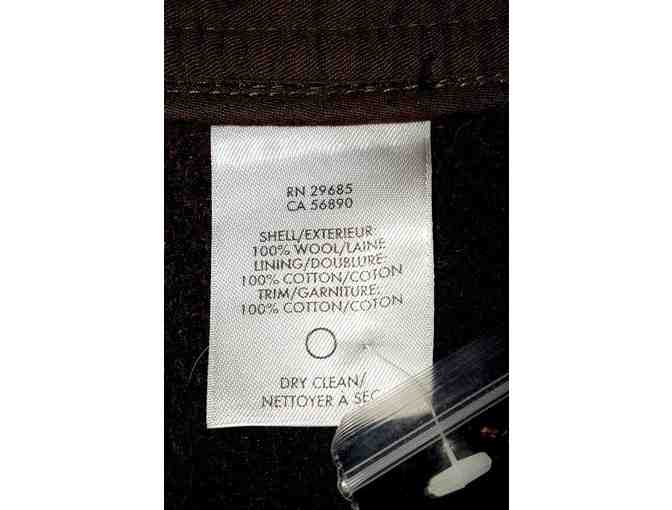 RN 29685
CA 56890
SHELL/EXTERIEUR:
100% WOOL/LAINE
LINING/DOUBLURE:
100% COTTON/COTON
TRIM/GARNITURE:
100% COTTON/COTON
DRY CLEAN/
NETTOYER A SEC